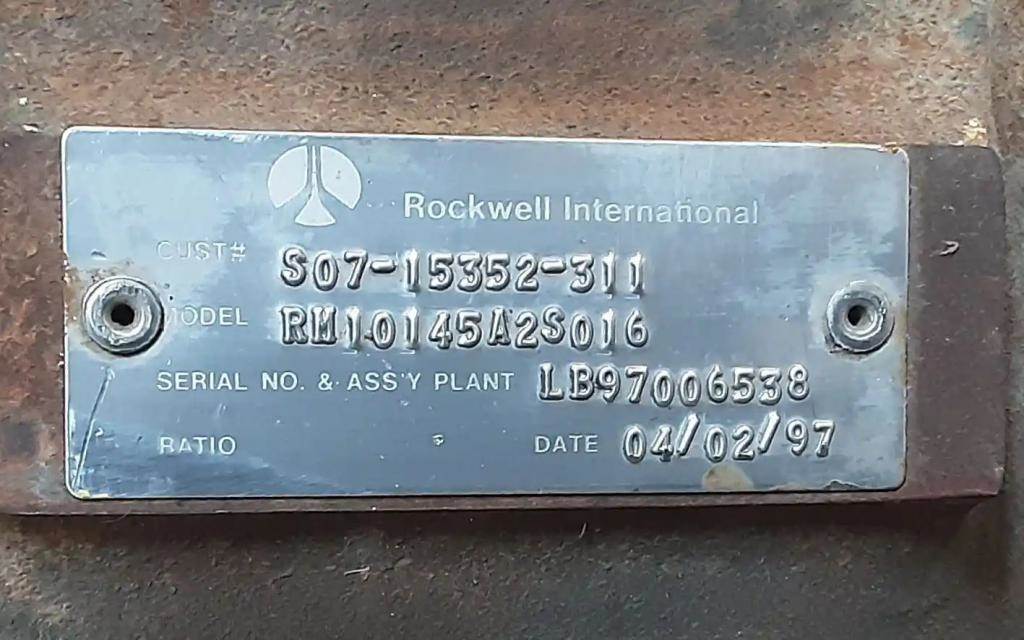 Rockwell International
CUST# S07-15352-311
MODEL RM10145A2S016
SERIAL NO. & ASS'Y PLANT LB97006538
RATIO DATE 04/02/97